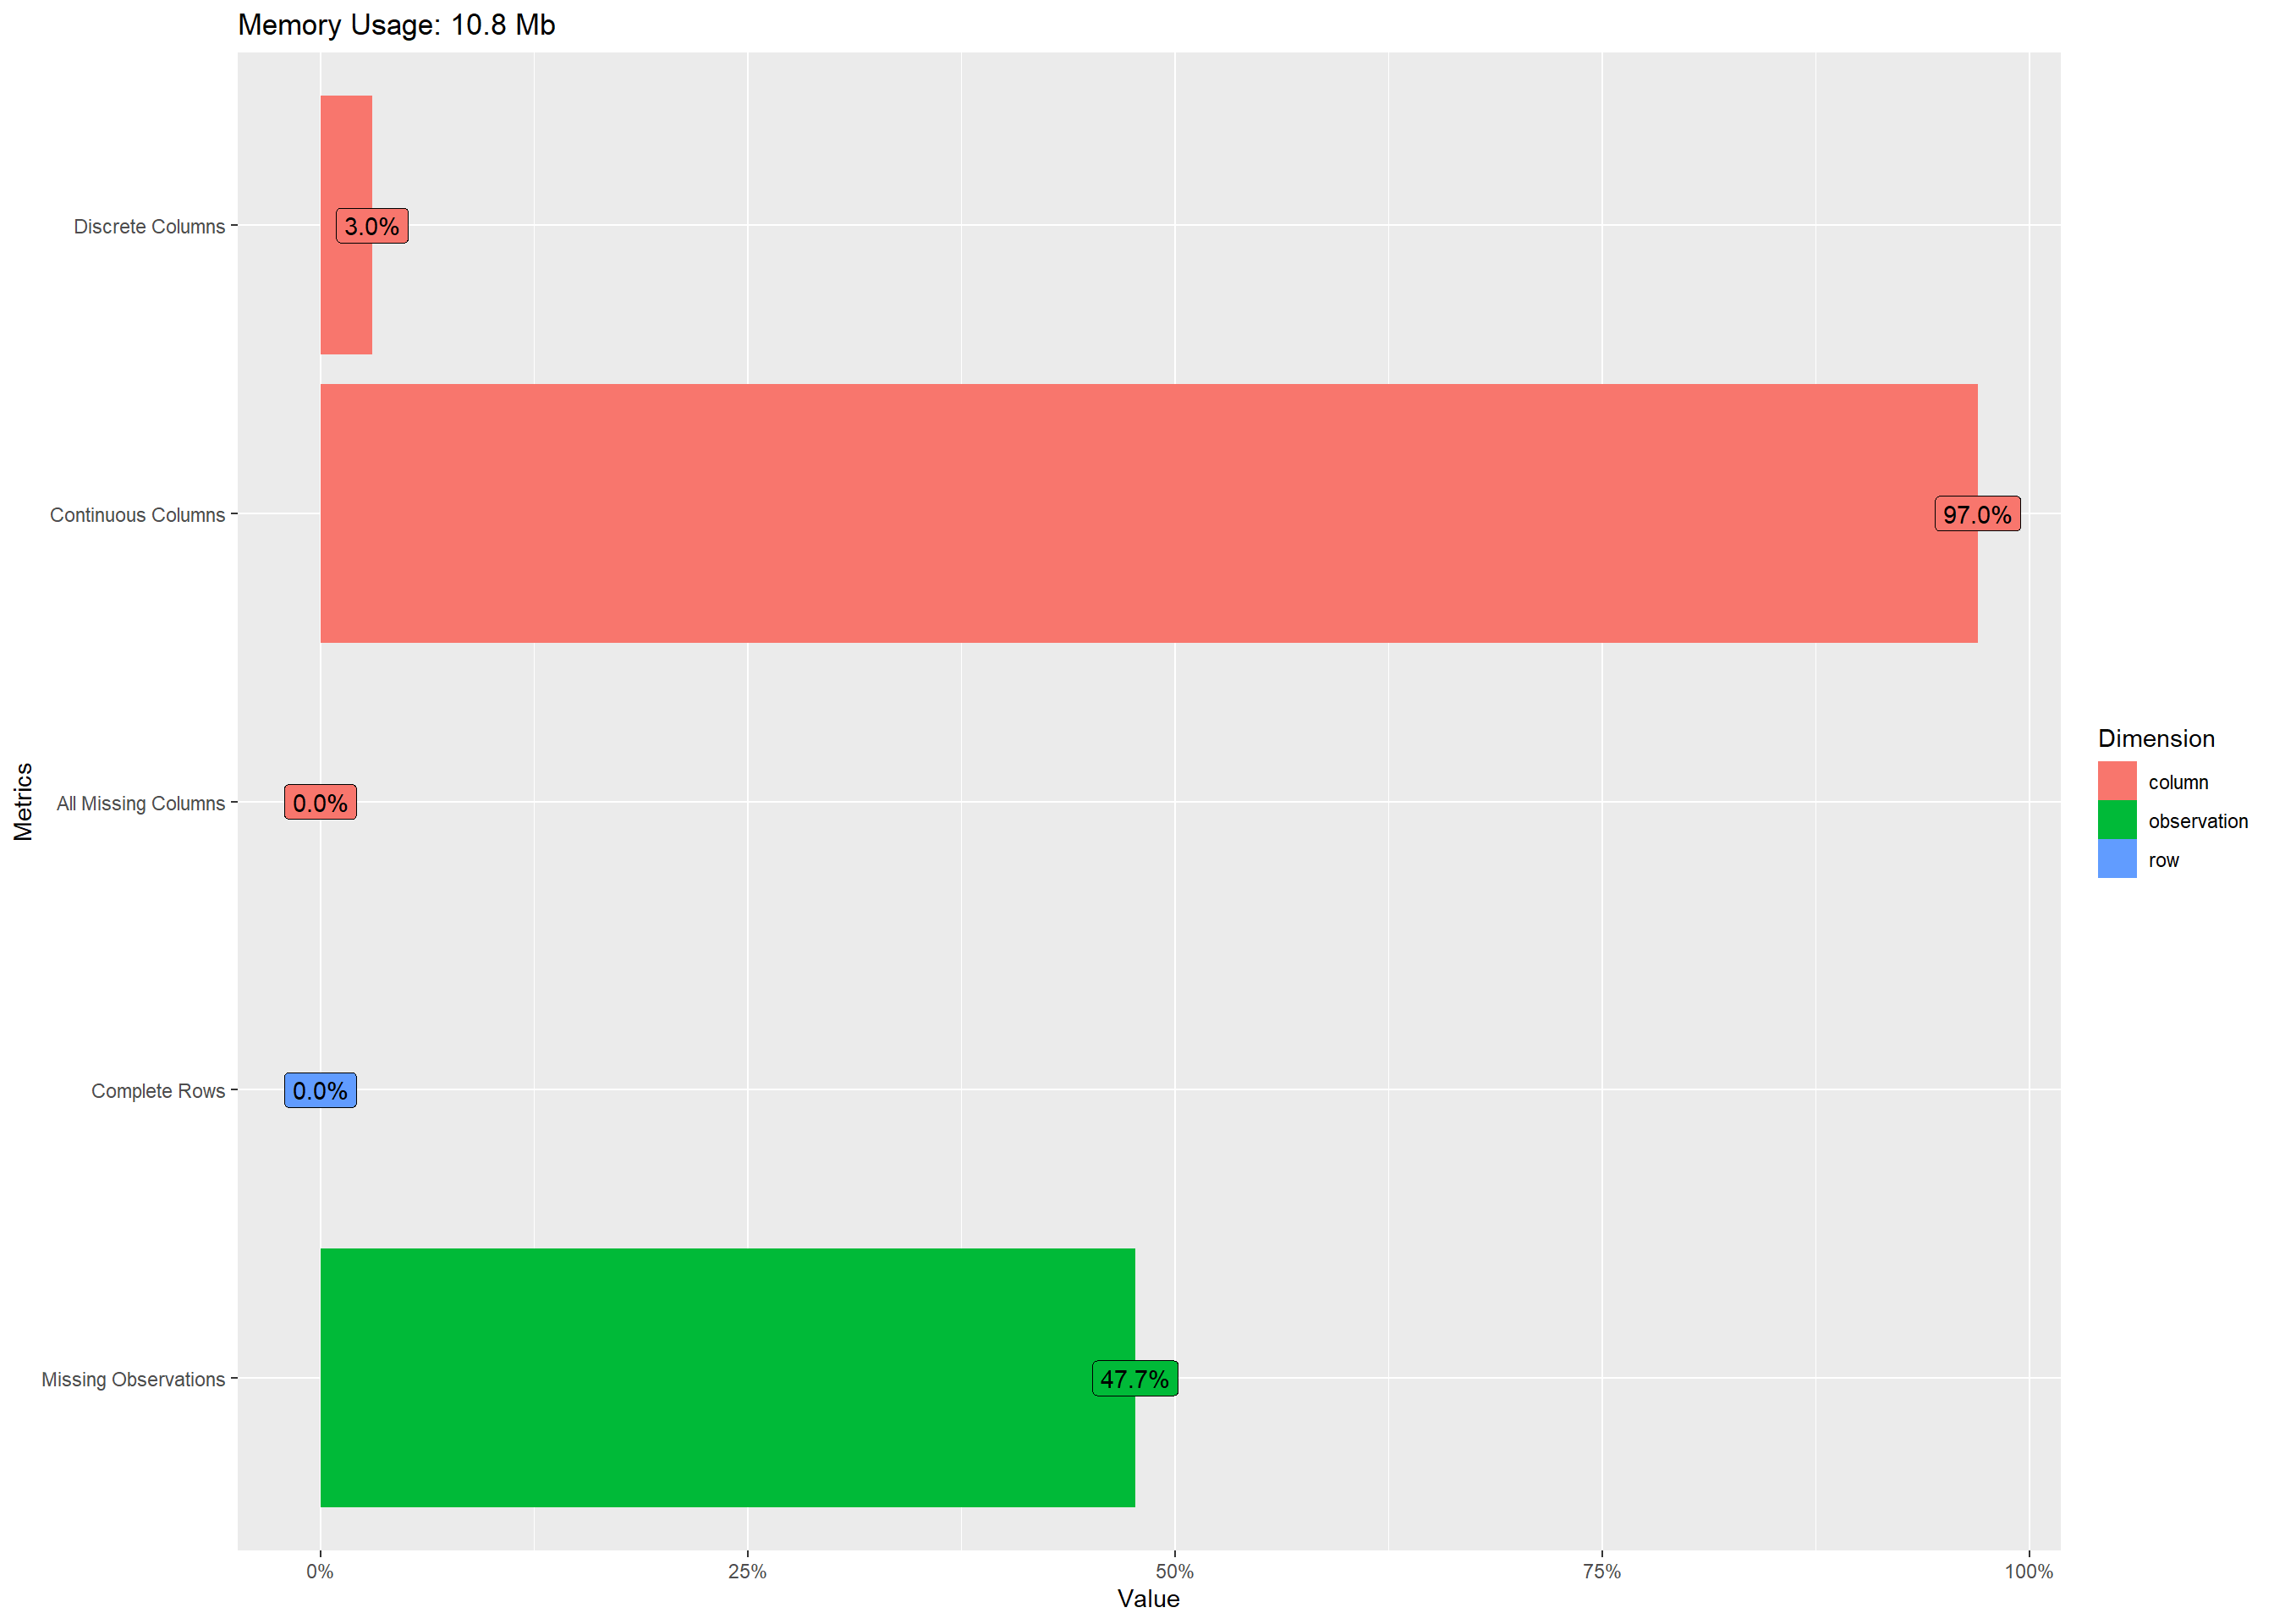 Memory Usage: 10.8 Mb
Metrics
Discrete Columns
3.0%
Continuous Columns
97.0%
All Missing Columns
0.0%
Complete Rows
0.0%
Missing Observations
47.7%
0% 25% 50% 75% 100%
Value
Dimension
column
observation
row